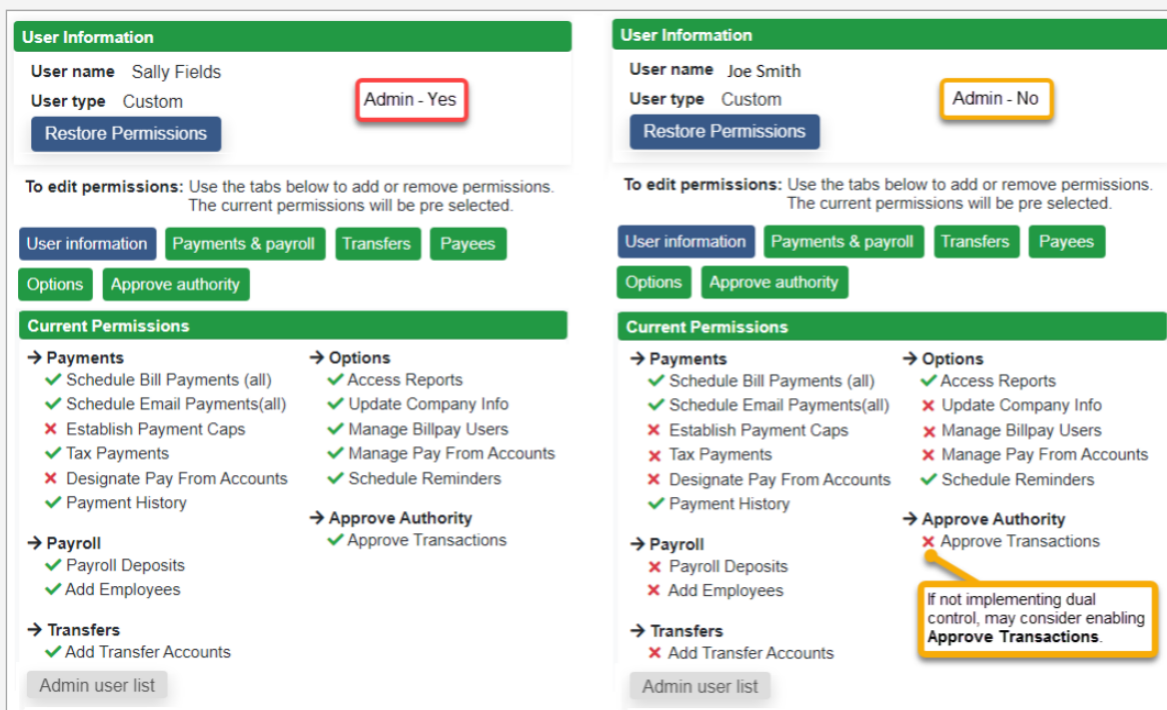 User Information
User name Sally Fields
User type Custom
Admin - Yes
Restore Permissions
To edit permissions: Use the tabs below to add or remove permissions.
The current permissions will be pre selected.
User information Payments & payroll Transfers Payees
Options Approve authority
Current Permissions
Payments
Schedule Bill Payments (all)
Schedule Email Payments(all)
Establish Payment Caps
Tax Payments
Designate Pay From Accounts
Payment History
Payroll
Payroll Deposits
Add Employees
Transfers
Add Transfer Accounts
Options
Access Reports
Update Company Info
Manage Billpay Users
Manage Pay From Accounts
Schedule Reminders
Approve Authority
Approve Transactions
Admin user list
User Information
User name Joe Smith
User type Custom
Admin - No
Restore Permissions
To edit permissions: Use the tabs below to add or remove permissions.
The current permissions will be pre selected.
User information Payments & payroll Transfers Payees
Options Approve authority
Current Permissions
Payments
Schedule Bill Payments (all)
Schedule Email Payments(all)
Establish Payment Caps
Tax Payments
Designate Pay From Accounts
Payment History
Payroll
Payroll Deposits
Add Employees
Transfers
Add Transfer Accounts
Options
Access Reports
Update Company Info
Manage Billpay Users
Manage Pay From Accounts
Schedule Reminders
Approve Authority
Approve Transactions
If not implementing dual
control, may consider enabling
Approve Transactions.
Admin user list